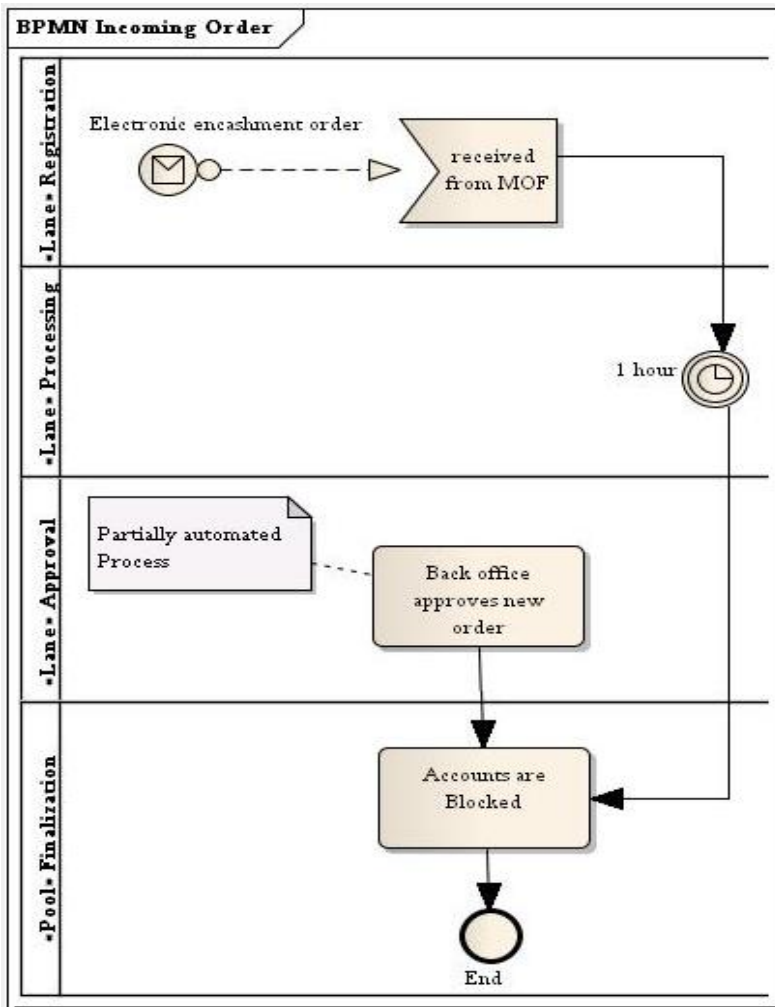 BPMN Incoming Order
«Lane» Registration
Electronic encashment order
received
from MOF
«Lane» Processing
1 hour
«Lane» Approval
Partially automated
Process
Back office
approves new
order
«Pool» Finalization
Accounts are
Blocked
End